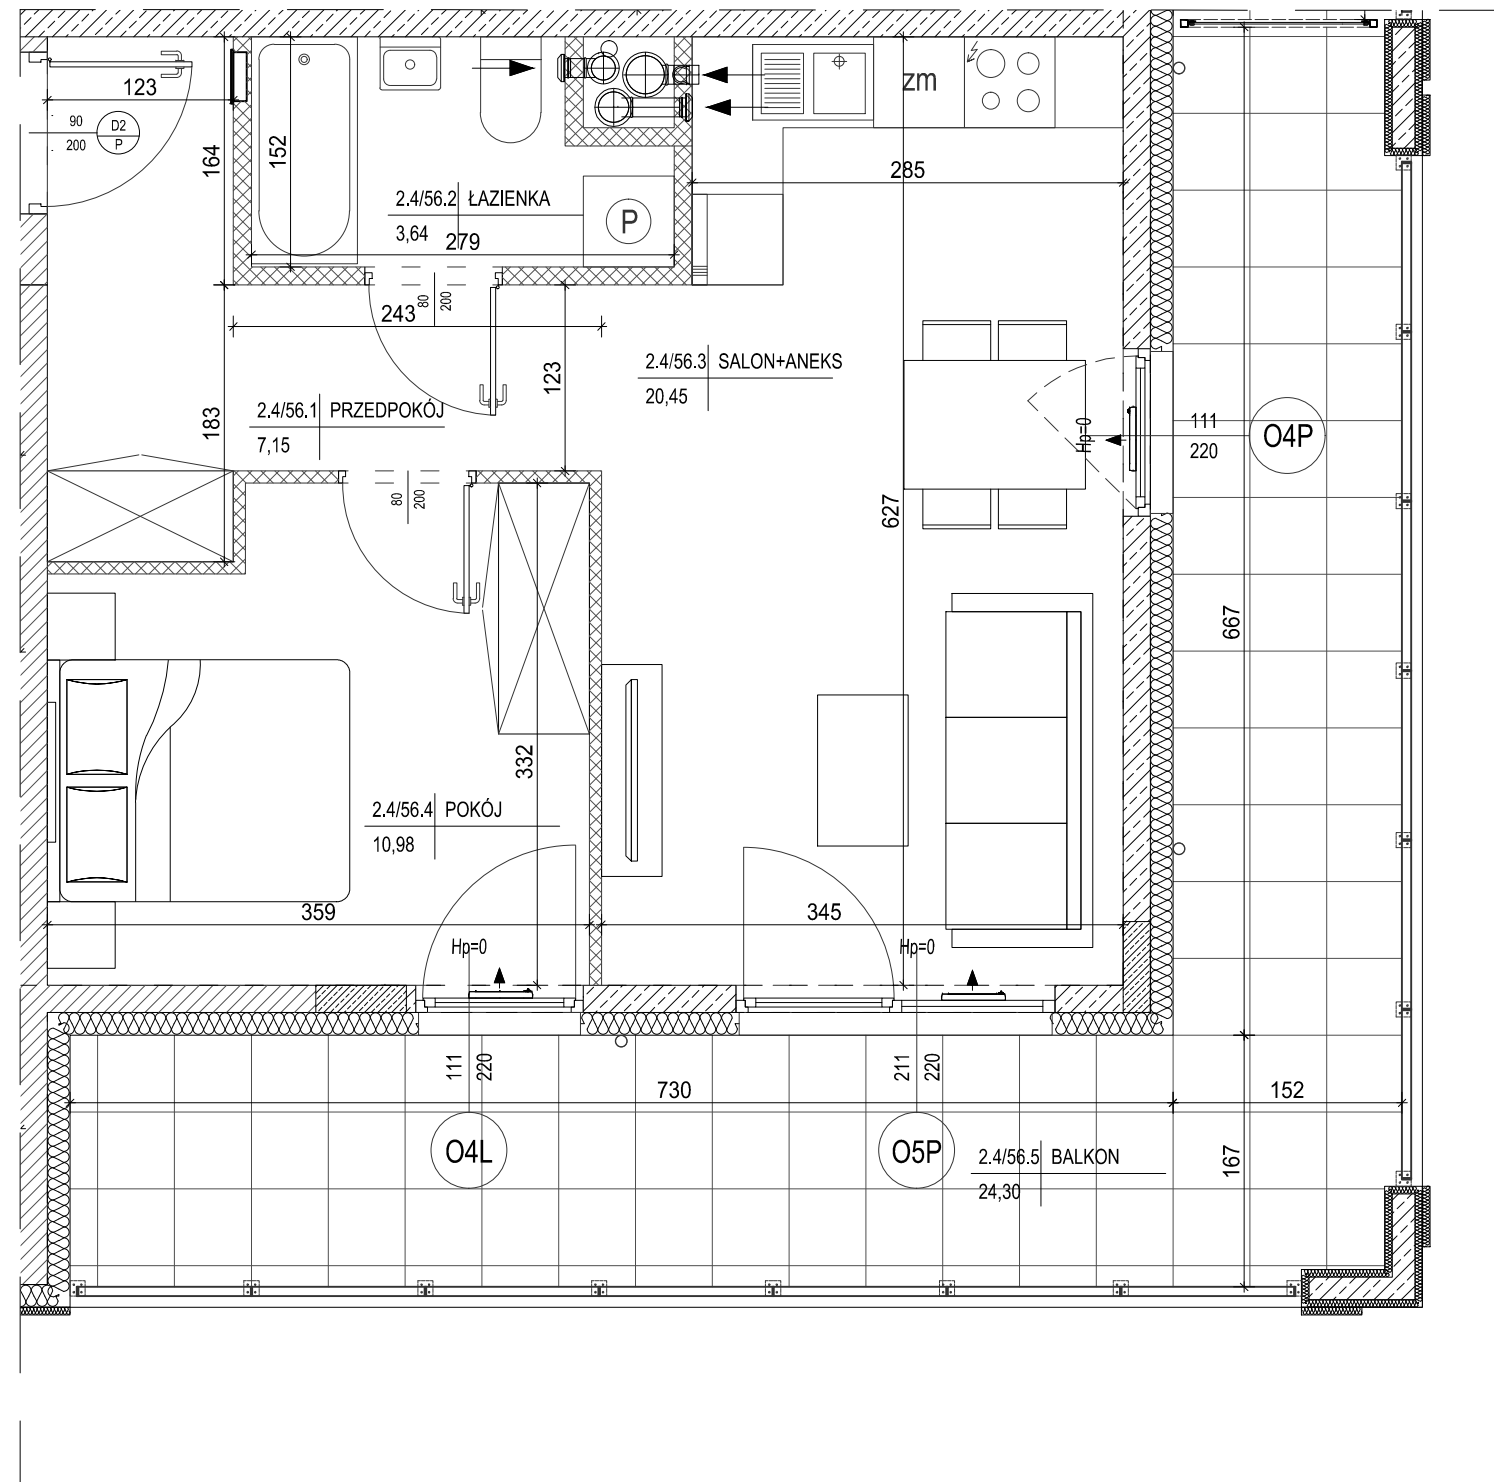 123
90
200
D2
P
164
152
2.4/56.2 ŁAZIENKA
3,64
279
P
zm
285
243
80
200
123
183
2.4/56.1 PRZEDPOKÓJ
7,15
2.4/56.3 SALON+ANEKS
20,45
80
200
627
Hp=0
111
220
O4P
667
332
2.4/56.4 POKÓJ
10,98
359
345
Hp=0
Hp=0
111
220
211
220
730
152
O4L
O5P
2.4/56.5 BALKON
24,30
167